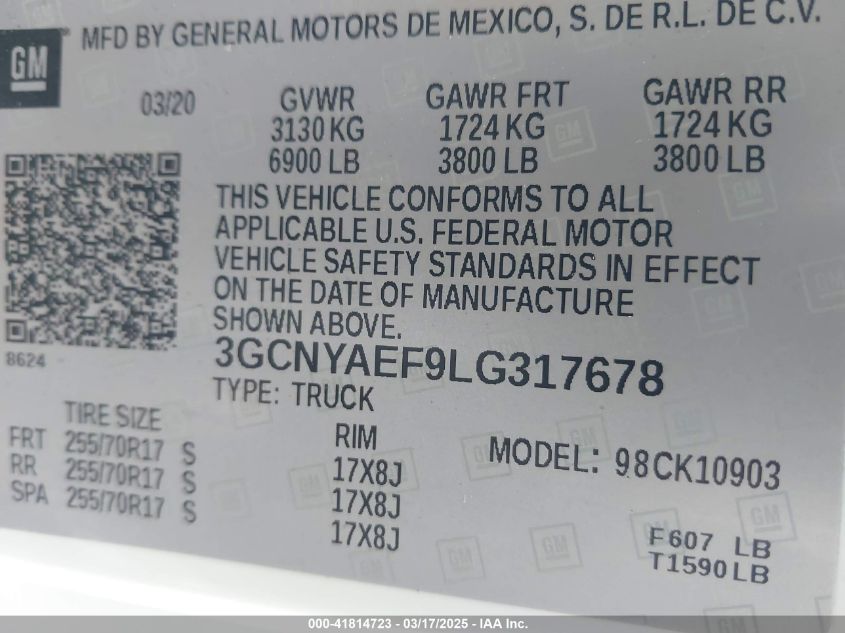 GM
MFD BY GENERAL MOTORS DE MEXICO, S. DE R.L. DE C.V.
03/20 GVWR GAWR FRT GAWR RR
3130 KG 1724 KG 1724 KG
6900 LB 3800 LB 3800 LB
THIS VEHICLE CONFORMS TO ALL
APPLICABLE U.S. FEDERAL MOTOR
VEHICLE SAFETY STANDARDS IN EFFECT
ON THE DATE OF MANUFACTURE
SHOWN ABOVE.
8624
3GCNYAEF9LG317678
TYPE: TRUCK
TIRE SIZE RIM MODEL: 98CK10903
FRT 255/70R17 S 17X8J
RR 255/70R17 S 17X8J
SPA 255/70R17 S 17X8J
F607 LB
T1590LB
000-41814723 - 03/17/2025 - IAA Inc.